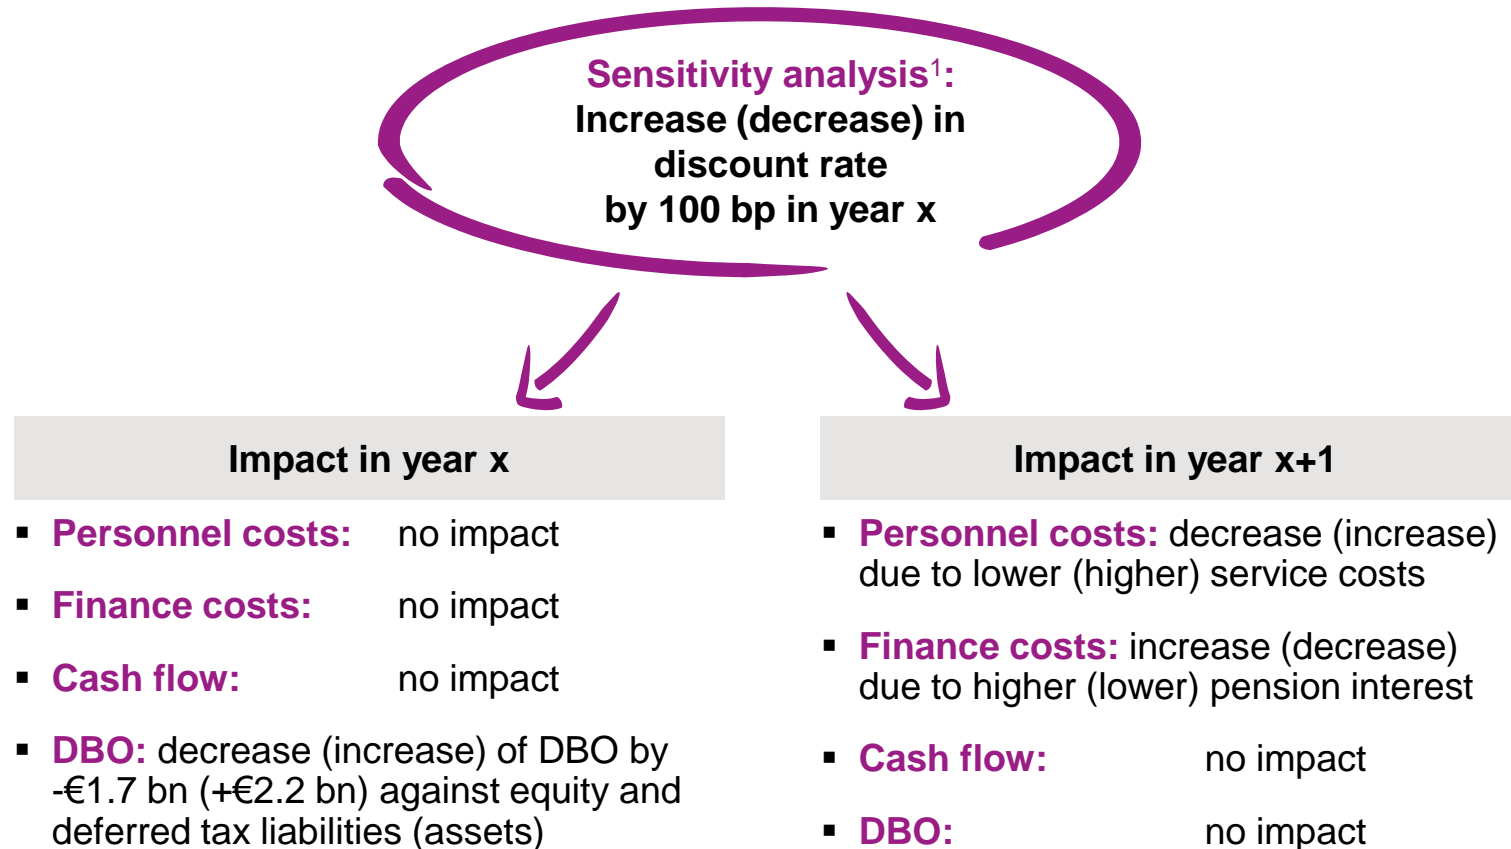 Sensitivity analysis¹:
Increase (decrease) in
discount rate
by 100 bp in year x
Impact in year x
▪ Personnel costs: no impact
▪ Finance costs: no impact
▪ Cash flow: no impact
▪ DBO: decrease (increase) of DBO by
-€1.7 bn (+€2.2 bn) against equity and
deferred tax liabilities (assets)
Impact in year x+1
▪ Personnel costs: decrease (increase)
due to lower (higher) service costs
▪ Finance costs: increase (decrease)
due to higher (lower) pension interest
▪ Cash flow: no impact
▪ DBO: no impact